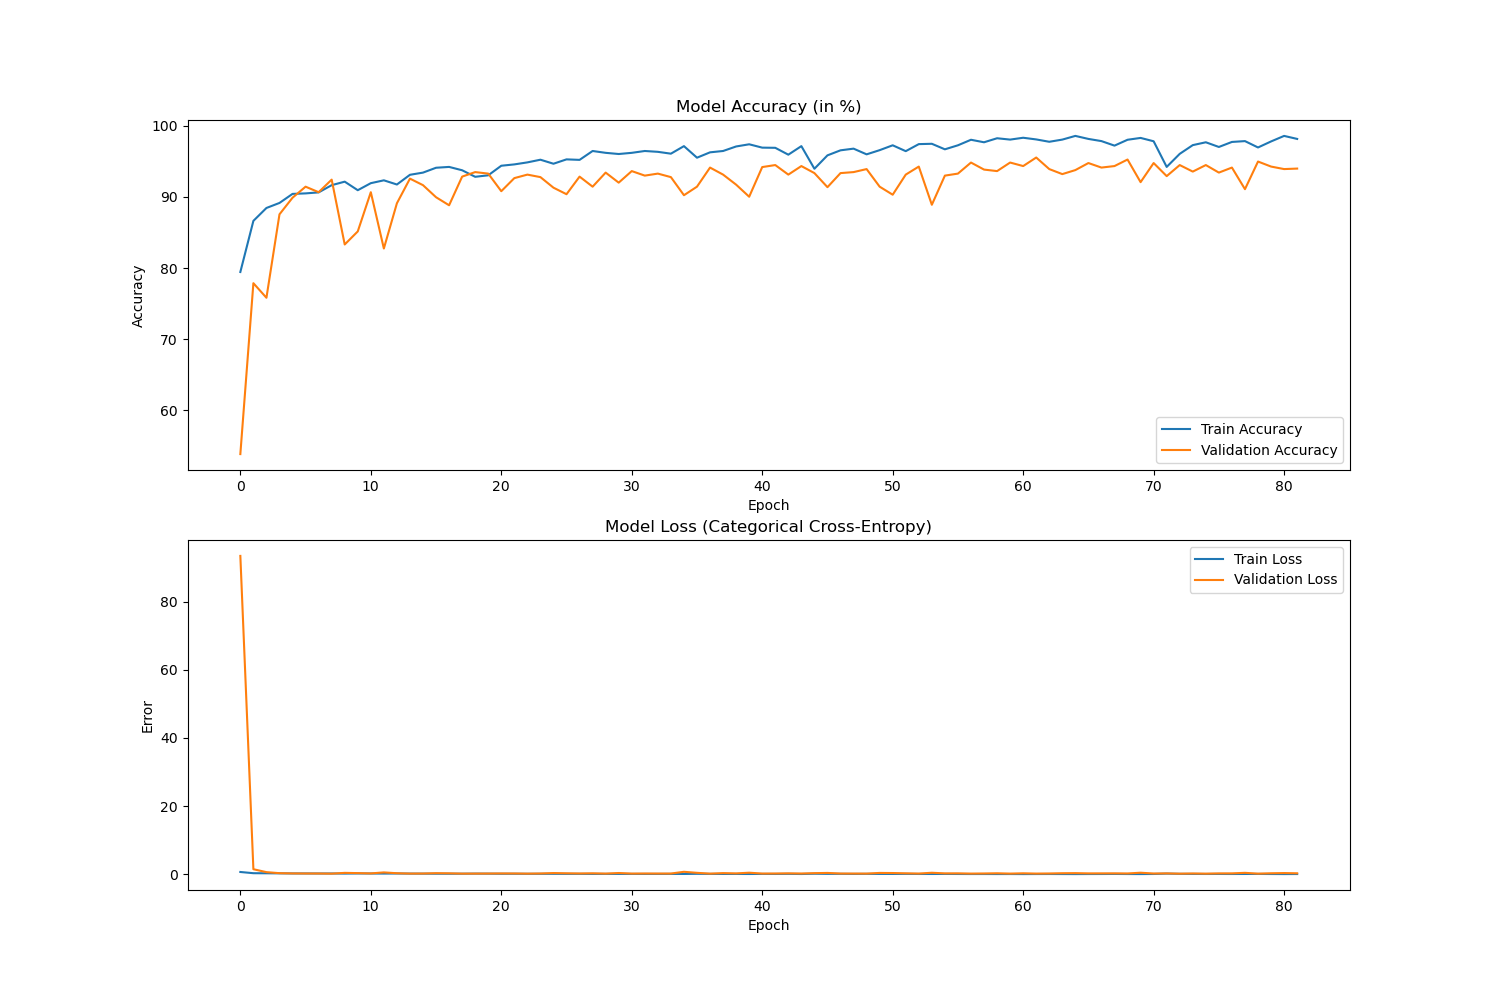 Model Accuracy (in %)
100
90
80
70
60
Accuracy
Train Accuracy
Validation Accuracy
0 10 20 30 40 50 60 70 80
Epoch
Model Loss (Categorical Cross-Entropy)
Train Loss
Validation Loss
80
60
40
20
0
Error
0 10 20 30 40 50 60 70 80
Epoch